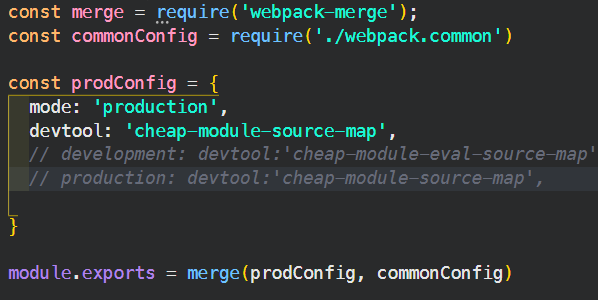 const merge = require('webpack-merge');
const commonConfig = require('./webpack.common')
const prodConfig = {
mode: 'production',
devtool: 'cheap-module-source-map',
// development: devtool:'cheap-module-eval-source-map'
// production: devtool:'cheap-module-source-map',
}
module.exports = merge(prodConfig, commonConfig)